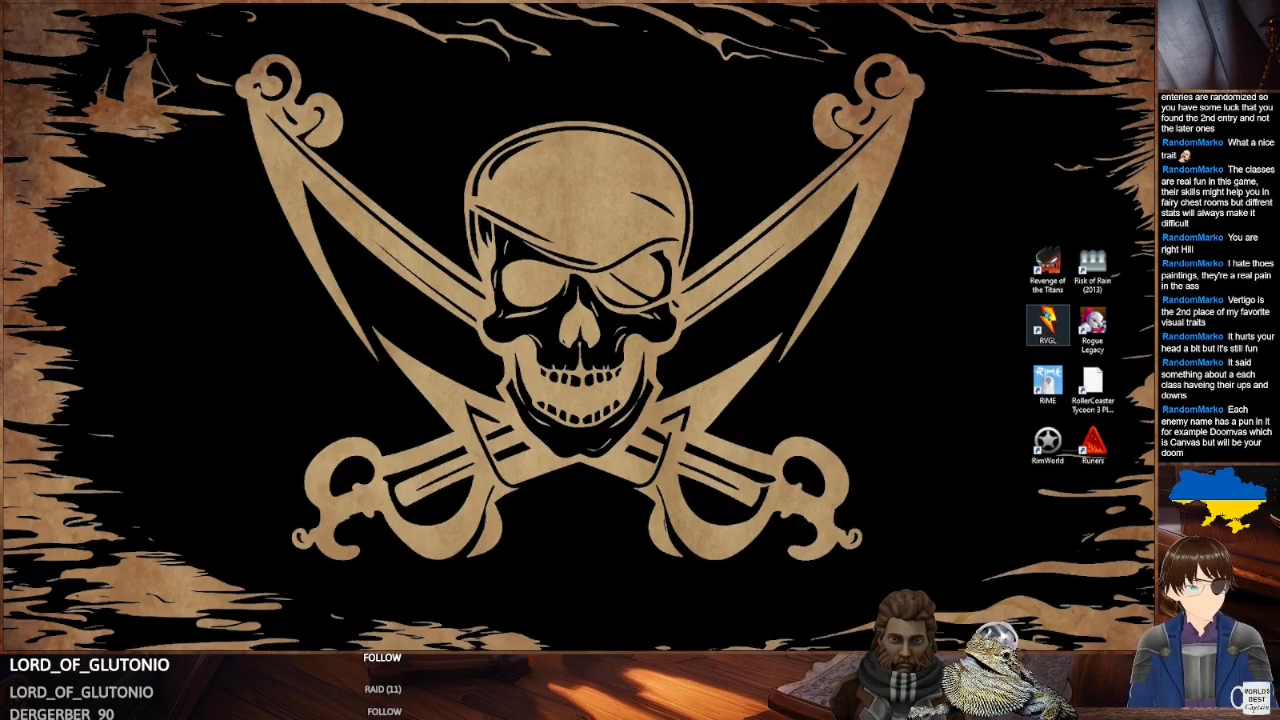 enteries are randomized so
you have some luck that you
found the 2nd entry and not
the later ones
RandomMarko What a nice
trait
RandomMarko The classes
are real fun in this game,
their skills might help you in
fairy chest rooms but diffrent
stats will always make it
difficult
RandomMarko You are
right HIII
RandomMarko I hate thoes
paintings, they're a real pain
in the ass
RandomMarko Vertigo is
the 2nd place of my favorite
visual traits
RandomMarko It hurts your
head a bit but it's still fun
RandomMarko It said
something about a each
class haveing their ups and
downs
RandomMarko Each
enemy name has a pun in it
for example Doomvas which
is Canvas but will be your
doom
Revenge of
the Titans
Risk of Rain
(2013)
RVGL
Rogue
Legacy
RiME
RiME
RollerCoaster
Tycoon 3 Pl...
RimWorld
Runers
LORD_OF_GLUTONIO
FOLLOW
LORD_OF_GLUTONIO
RAID (11)
DERGERBER_90
FOLLOW
WORLD'S
BEST
Captain